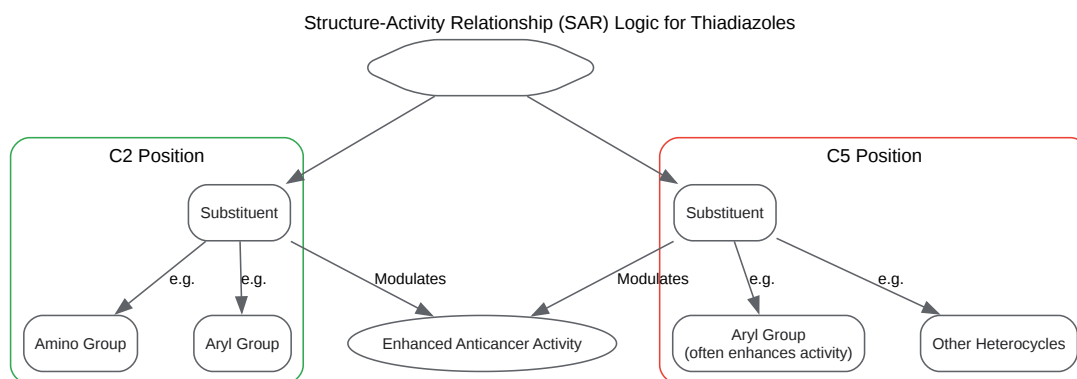 Structure-Activity Relationship (SAR) Logic for Thiadiazoles
C2 Position
C5 Position
Substituent
Substituent
e.g.
e.g.
Modulates
Modulates
e.g.
e.g.
Amino Group
Aryl Group
Enhanced Anticancer Activity
Aryl Group
(often enhances activity)
Other Heterocycles